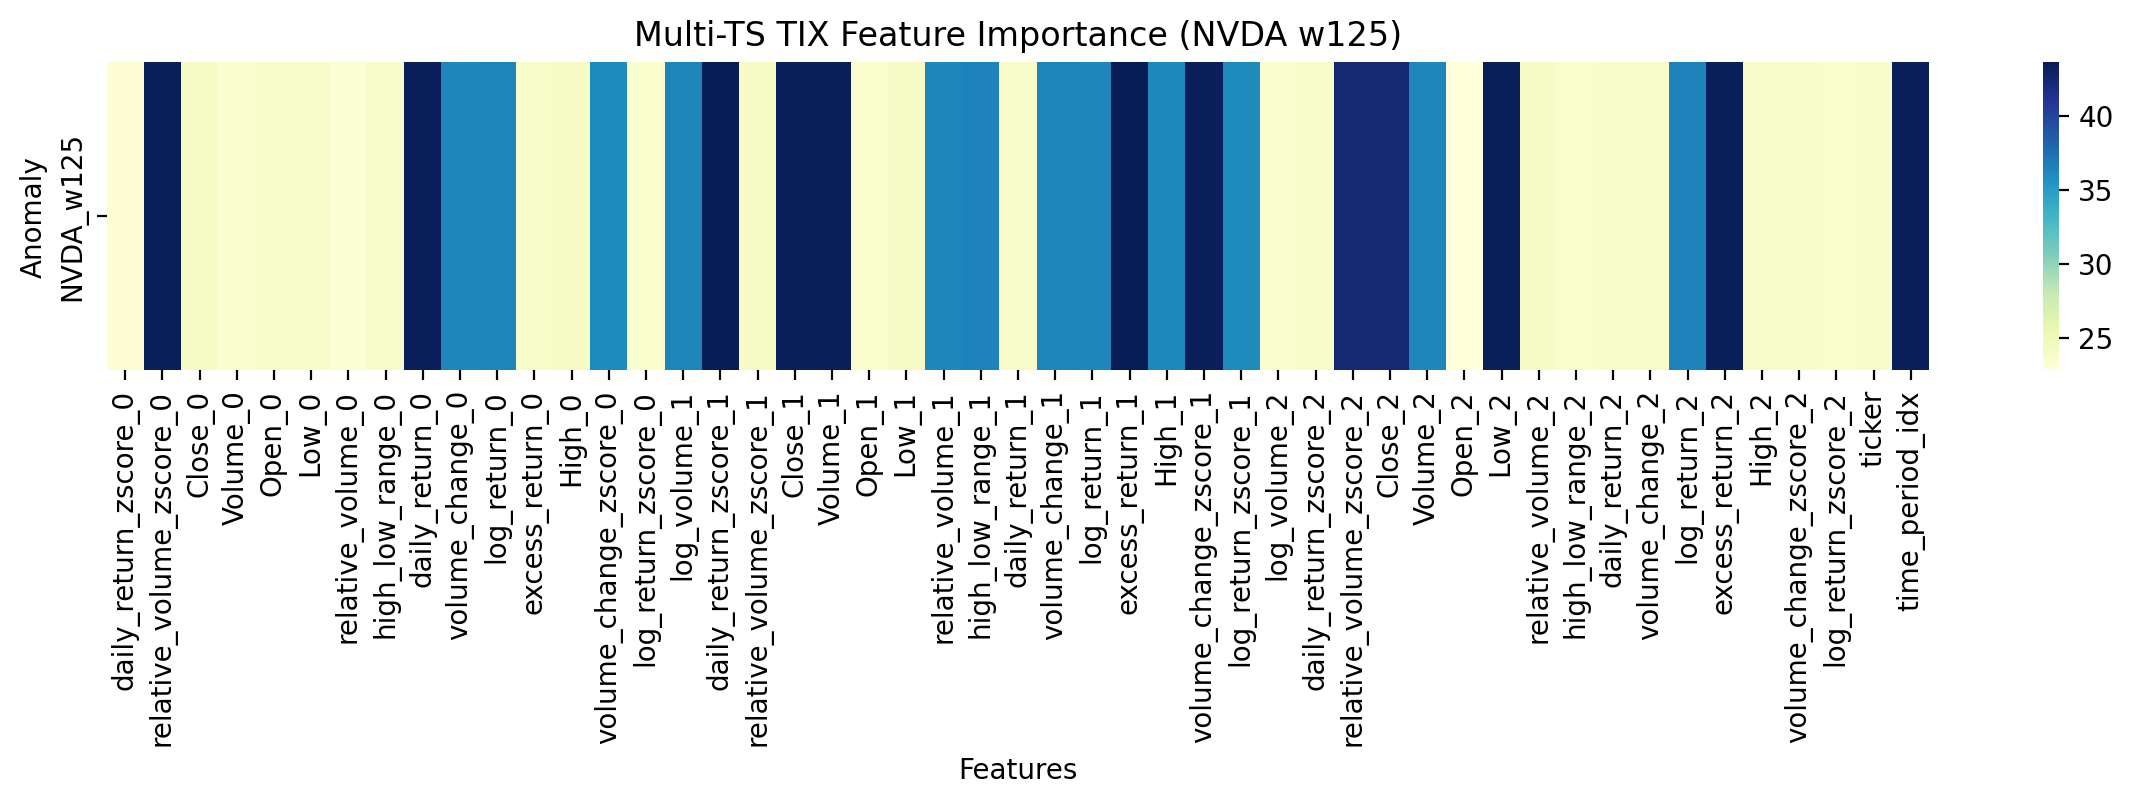 Multi-TS TIX Feature Importance (NVDA w125)
Anomaly
NVDA_w125
40
35
30
25
daily_return_zscore_0
relative_volume_zscore_0
Close_0
Volume_0
Open_0
Low_0
relative_volume_0
high_low_range_0
daily_return_0
volume_change_0
log_return_0
excess_return_0
High_0
volume_change_zscore_0
log_return_zscore_0
log_volume_1
daily_return_zscore_1
relative_volume_zscore_1
Close_1
Volume_1
Open_1
Low_1
relative_volume_1
high_low_range_1
daily_return_1
volume_change_1
log_return_1
excess_return_1
High_1
volume_change_zscore_1
log_return_zscore_1
log_volume_2
daily_return_zscore_2
relative_volume_zscore_2
Close_2
Volume_2
Open_2
Low_2
relative_volume_2
high_low_range_2
daily_return_2
volume_change_2
log_return_2
excess_return_2
High_2
volume_change_zscore_2
log_return_zscore_2
ticker
time_period_idx
Features